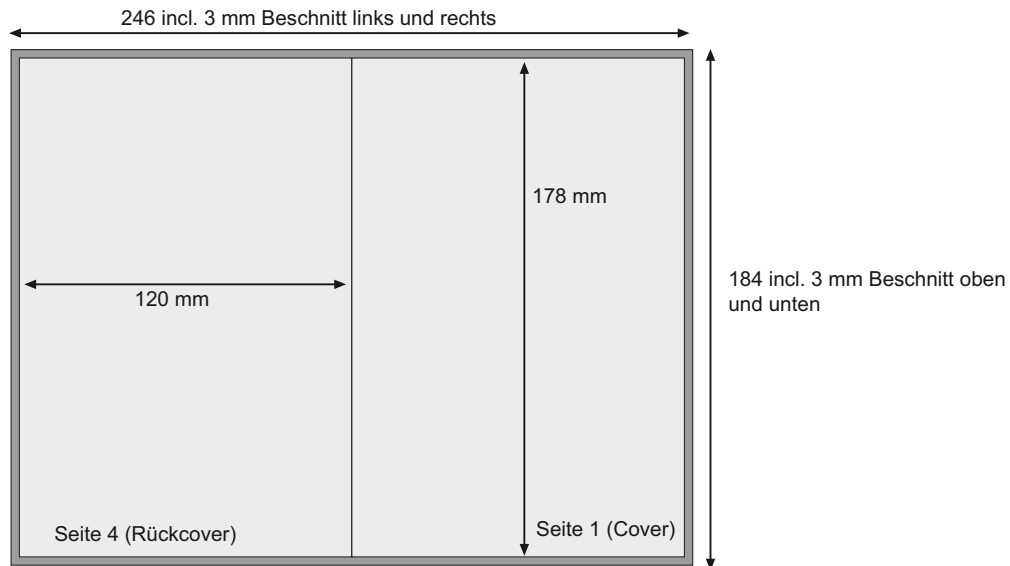 246 incl. 3 mm Beschnitt links und rechts
178 mm
120 mm
184 incl. 3 mm Beschnitt oben
und unten
Seite 4 (Rückcover)
Seite 1 (Cover)